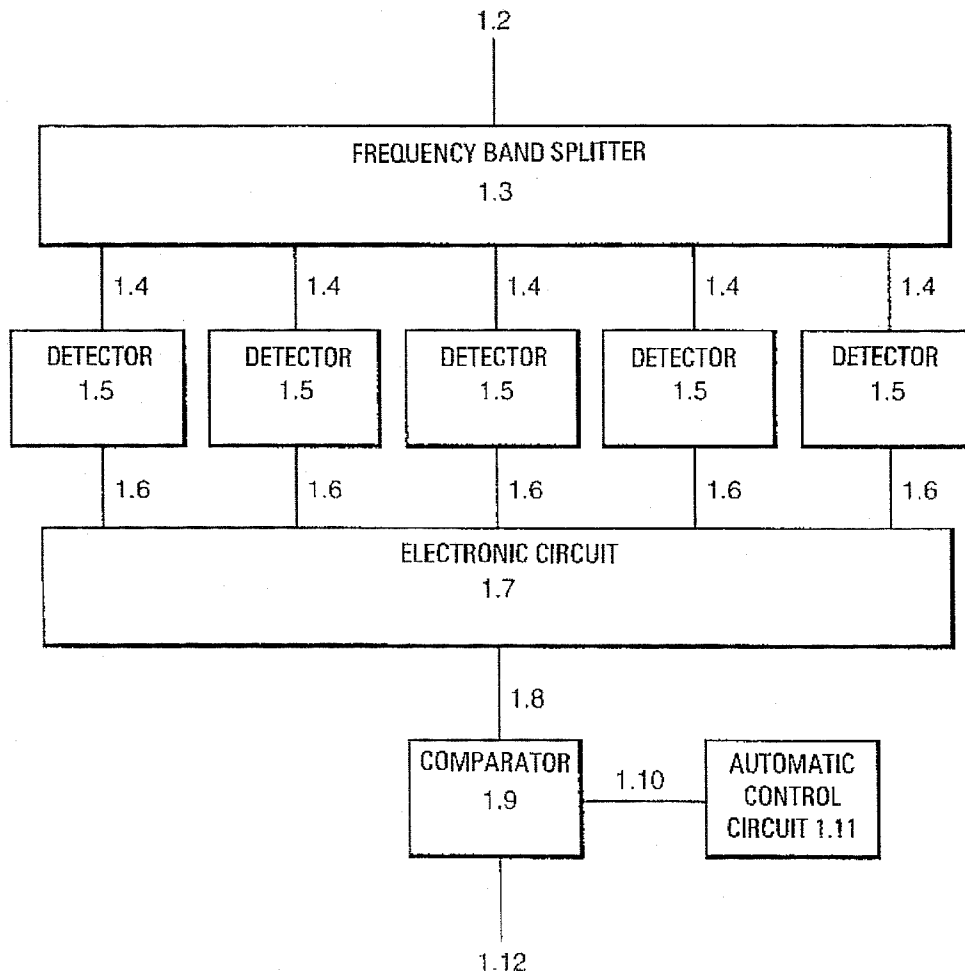 1.2
FREQUENCY BAND SPLITTER
1.3
1.4 1.4 1.4 1.4 1.4
DETECTOR DETECTOR DETECTOR DETECTOR DETECTOR
1.5 1.5 1.5 1.5 1.5
1.6 1.6 1.6 1.6 1.6
ELECTRONIC CIRCUIT
1.7
1.8
COMPARATOR
1.9
1.10
AUTOMATIC
CONTROL
CIRCUIT 1.11
1.12